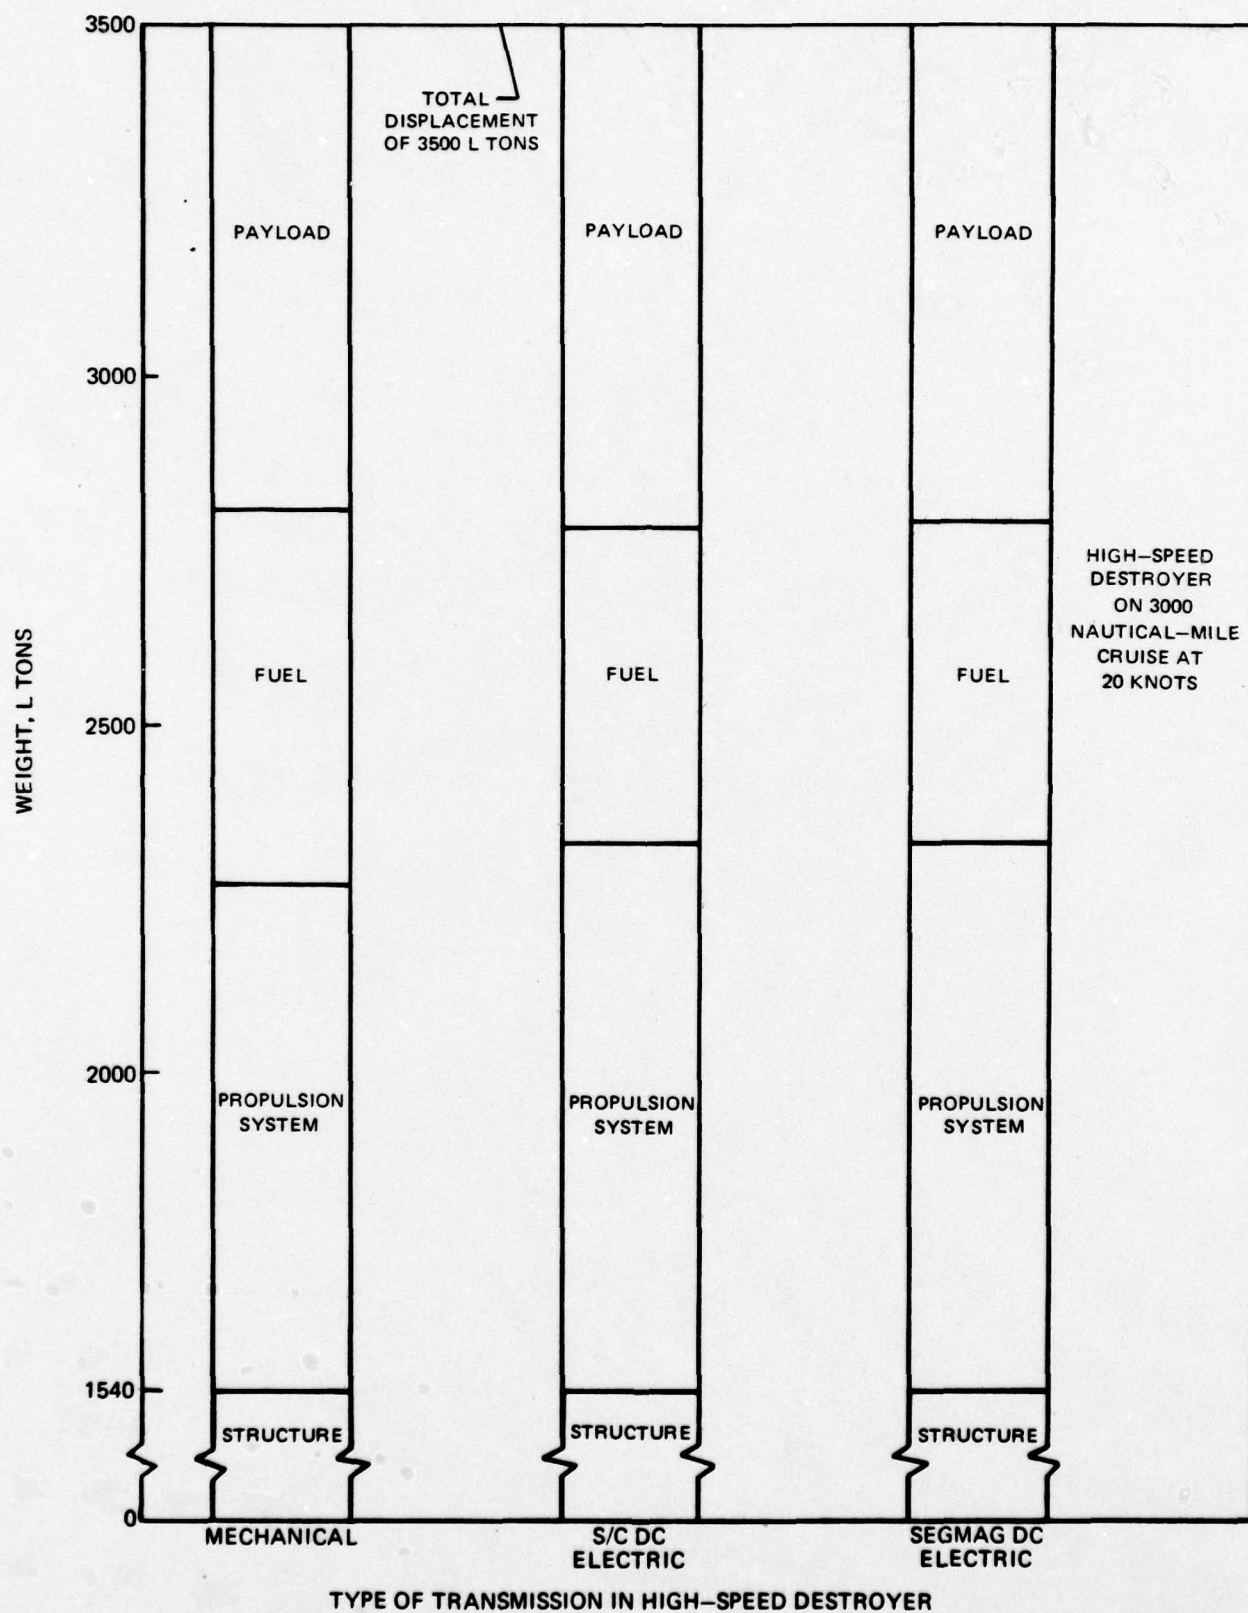 3500
TOTAL
DISPLACEMENT
OF 3500 L TONS
PAYLOAD
PAYLOAD
PAYLOAD
3000
HIGH–SPEED
DESTROYER
ON 3000
NAUTICAL–MILE
CRUISE AT
20 KNOTS
WEIGHT, L TONS
FUEL
FUEL
FUEL
2500
2000
PROPULSION
SYSTEM
PROPULSION
SYSTEM
PROPULSION
SYSTEM
1540
STRUCTURE
STRUCTURE
STRUCTURE
0
MECHANICAL
S/C DC
ELECTRIC
SEGMAG DC
ELECTRIC
TYPE OF TRANSMISSION IN HIGH–SPEED DESTROYER